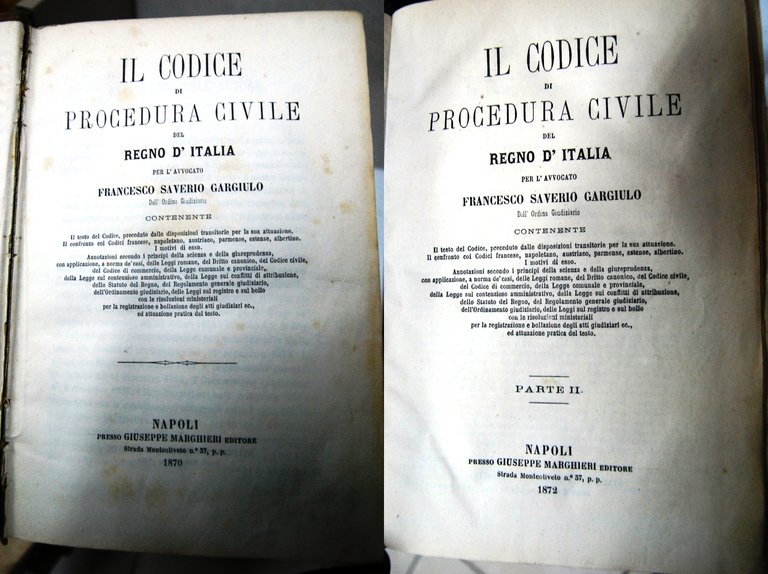 IL CODICE
DI
PROCEDURA CIVILE
DEL
REGNO D' ITALIA
PER L' AVVOCATO
FRANCESCO SAVERIO GARGIULO
Dell' Ordine Giudiziario
CONTENENTE
Il testo del Codice, preceduto dalle disposizioni transitorie per la sua attuazione.
Il confronto coi Codici francese, napoletano, austriaco, parmense, estense, albertino.
I motivi di esso.
Annotazioni secondo i principi della scienza e della giureprudenza,
con applicazione, a norma de' casi, delle Leggi romane, del Dritto canonico, del Codice civile,
del Codice di commercio, della Legge comunale e provinciale,
della Legge sul contenzioso amministrativo, della Legge sui conflitti di attribuzione,
dello Statuto del Regno, del Regolamento generale giudiziario,
dell'Ordinamento giudiziario, delle Leggi sul registro e sul bollo
con le risoluzioni ministeriali
per la registrazione e bollazione degli atti giudiziari ec.,
ed attuazione pratica del testo.
NAPOLI
PRESSO GIUSEPPE MARGHIERI EDITORE
Strada Monteoliveto n.º 37, p. p.
1870
IL CODICE
DI
PROCEDURA CIVILE
DEL
REGNO D' ITALIA
PER L' AVVOCATO
FRANCESCO SAVERIO GARGIULO
Dell' Ordine Giudiziario
CONTENENTE
Il testo del Codice, preceduto dalle disposizioni transitorie per la sua attuazione.
Il confronto coi Codici francese, napoletano, austriaco, parmense, estense, albertino.
I motivi di esso.
Annotazioni secondo i principi della scienza e della giureprudenza,
con applicazione, a norma de' casi, delle Leggi romane, del Dritto canonico, del Codice civile,
del Codice di commercio, della Legge comunale e provinciale,
della Legge sul contenzioso amministrativo, della Legge sui conflitti di attribuzione,
dello Statuto del Regno, del Regolamento generale giudiziario,
dell'Ordinamento giudiziario, delle Leggi sul registro e sul bollo
con le risoluzioni ministeriali
per la registrazione e bollazione degli atti giudiziari ec.,
ed attuazione pratica del testo.
PARTE II.
NAPOLI
PRESSO GIUSEPPE MARGHIERI EDITORE
Strada Monteoliveto n.º 37, p. p.
1872